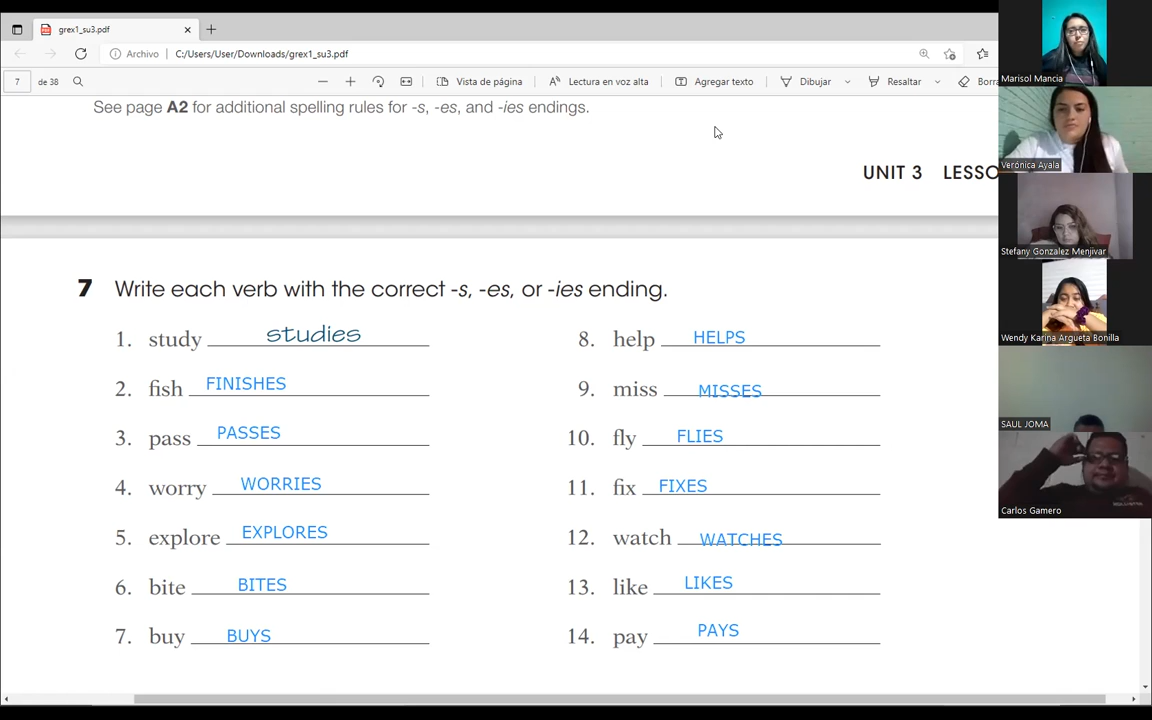 grex1_su3.pdf
Archivo C:/Users/User/Downloads/grex1_su3.pdf
7 de 38 Vista de página Lectura en voz alta Agregar texto Dibujar Resaltar Borra
See page A2 for additional spelling rules for -s, -es, and -ies endings.
UNIT 3 LESSO
7 Write each verb with the correct -s, -es, or -ies ending.
1. study studies
2. fish FINISHES
3. pass PASSES
4. worry WORRIES
5. explore EXPLORES
6. bite BITES
7. buy BUYS
8. help HELPS
9. miss MISSES
10. fly FLIES
11. fix FIXES
12. watch WATCHES
13. like LIKES
14. pay PAYS
Marisol Mancia
Verónica Ayala
Stefany Gonzalez Menjivar
Wendy Karina Argueta Bonilla
SAUL JOMA
Carlos Gamero